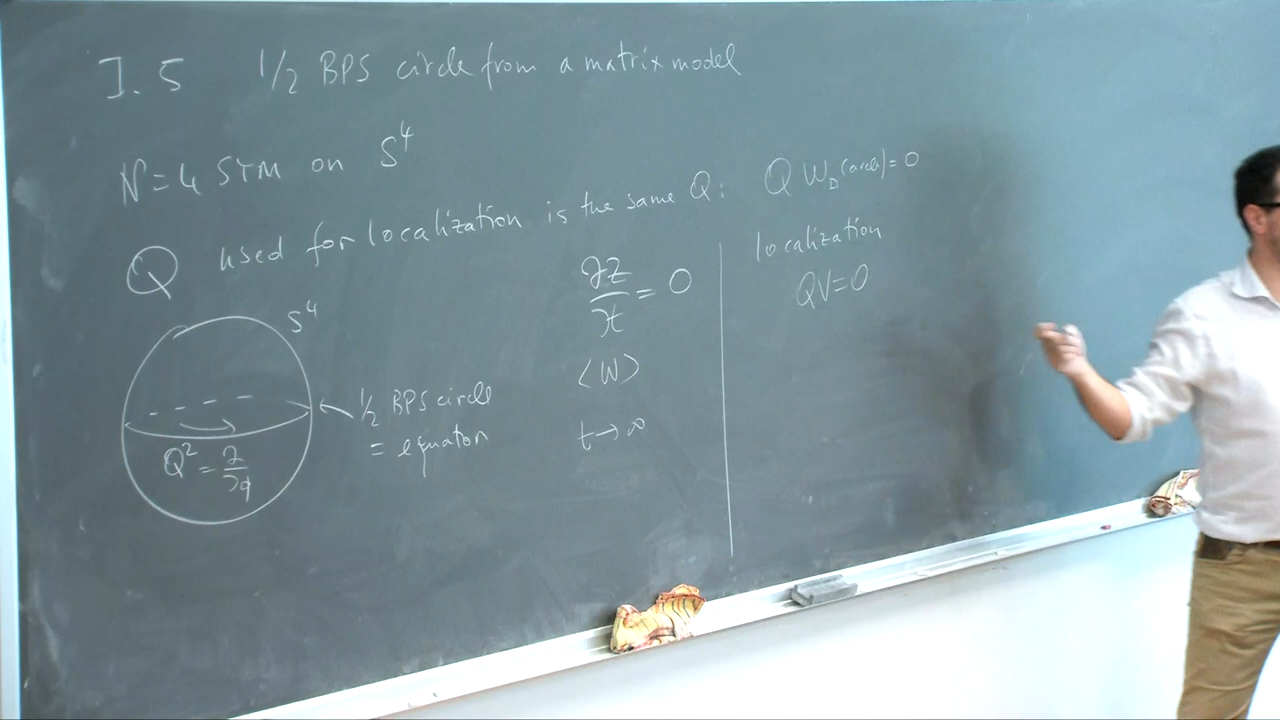 I.5 1/2 BPS circle from a matrix model
N=4 SYM on S⁴
Q used for localization is the same Q: Q W_D(circle)=0
S⁴
Q² = ∂/∂φ
1/2 BPS circle
= equator
∂Z/∂t = 0
⟨W⟩
t→∞
localization
QV=0